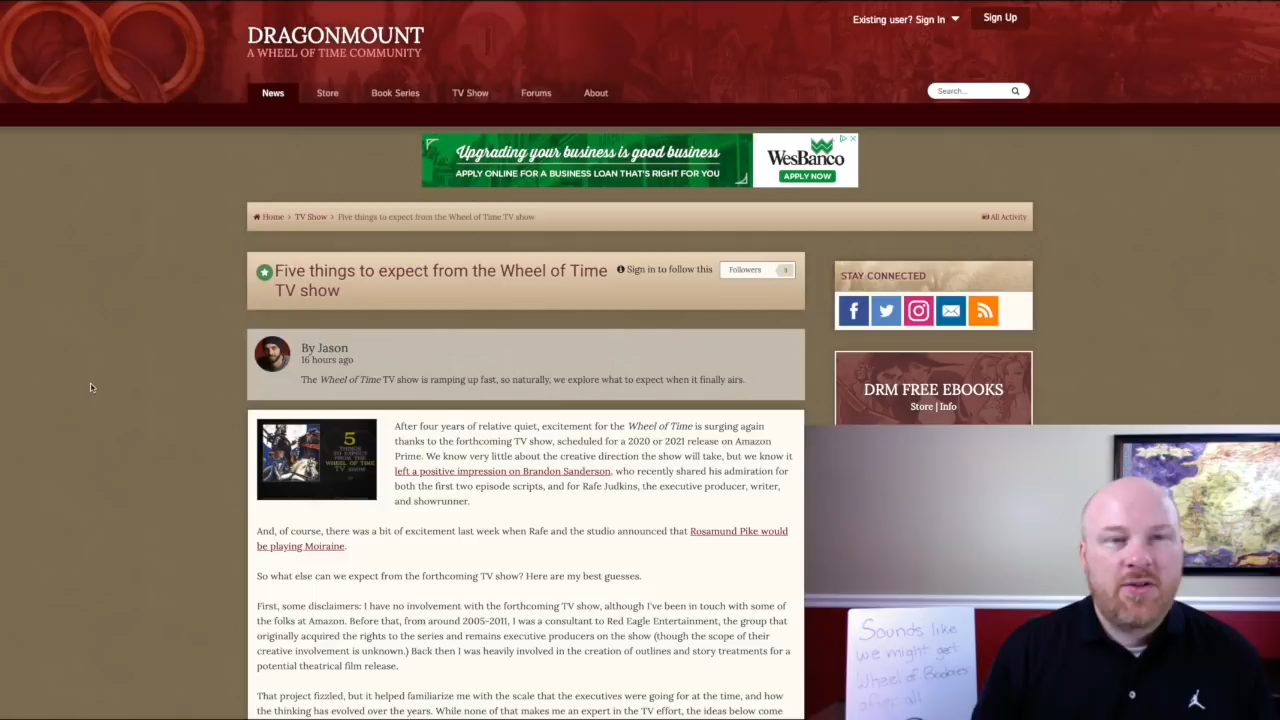 DRAGONMOUNT
A WHEEL OF TIME COMMUNITY
Existing user? Sign In
Sign Up
News
Store
Book Series
TV Show
Forums
About
Search...
Upgrading your business is good business
APPLY ONLINE FOR A BUSINESS LOAN THAT'S RIGHT FOR YOU
WesBanco
APPLY NOW
Home > TV Show > Five things to expect from the Wheel of Time TV show
All Activity
Five things to expect from the Wheel of Time
TV show
Sign in to follow this
Followers
3
By Jason
16 hours ago
The Wheel of Time TV show is ramping up fast, so naturally, we explore what to expect when it finally airs.
STAY CONNECTED
DRM FREE EBOOKS
Store | Info
5
THINGS TO
EXPECT FROM THE
WHEEL OF TIME
TV SHOW
After four years of relative quiet, excitement for the Wheel of Time is surging again
thanks to the forthcoming TV show, scheduled for a 2020 or 2021 release on Amazon
Prime. We know very little about the creative direction the show will take, but we know it
left a positive impression on Brandon Sanderson, who recently shared his admiration for
both the first two episode scripts, and for Rafe Judkins, the executive producer, writer,
and showrunner.
And, of course, there was a bit of excitement last week when Rafe and the studio announced that Rosamund Pike would
be playing Moiraine.
So what else can we expect from the forthcoming TV show? Here are my best guesses.
First, some disclaimers: I have no involvement with the forthcoming TV show, although I've been in touch with some of
the folks at Amazon. Before that, from around 2005-2011, I was a consultant to Red Eagle Entertainment, the group that
originally acquired the rights to the series and remains executive producers on the show (though the scope of their
creative involvement is unknown.) Back then I was heavily involved in the creation of outlines and story treatments for a
potential theatrical film release.
That project fizzled, but it helped familiarize me with the scale that the executives were going for at the time, and how
the thinking has evolved over the years. While none of that makes me an expert in the TV effort, the ideas below come
Sounds like
we might get
Wheel of Boobies
after all